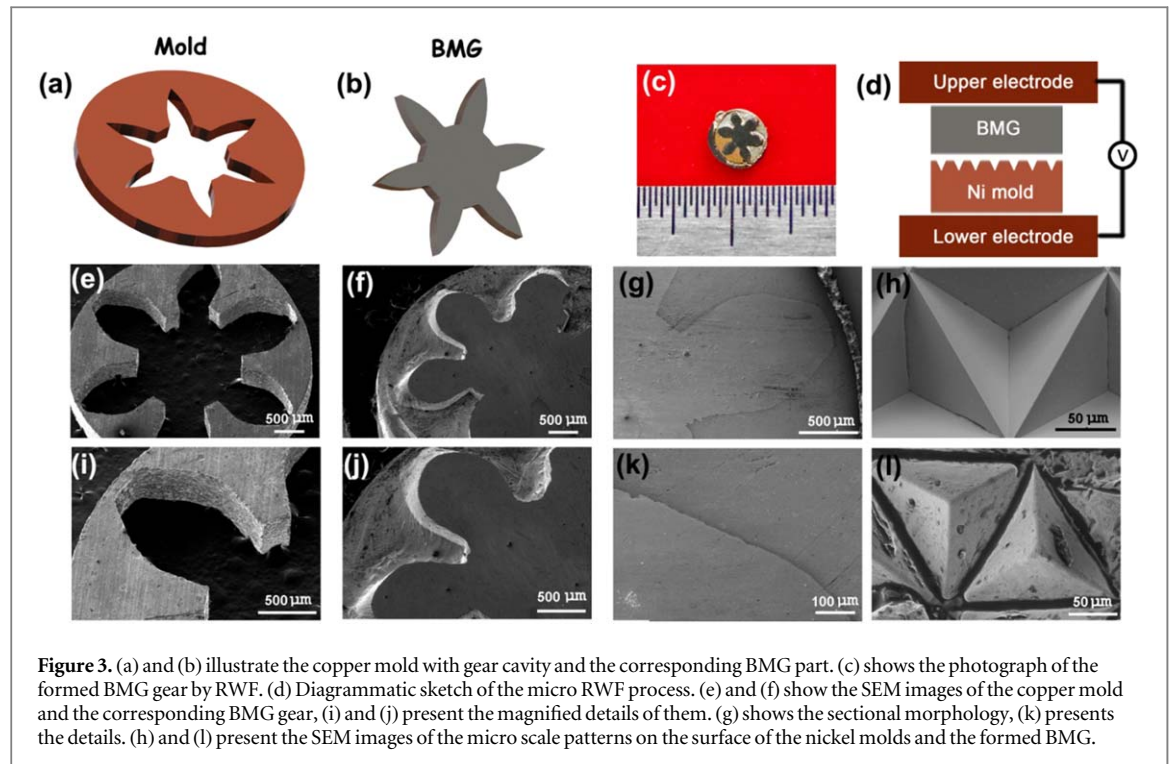 Mold
BMG
(a)
(b)
(c)
(d)
Upper electrode
BMG
V
Ni mold
Lower electrode
(e)
500 μm
(f)
500 μm
(g)
500 μm
(h)
50 μm
(i)
500 μm
(j)
500 μm
(k)
100 μm
(l)
50 μm
Figure 3. (a) and (b) illustrate the copper mold with gear cavity and the corresponding BMG part. (c) shows the photograph of the
formed BMG gear by RWF. (d) Diagrammatic sketch of the micro RWF process. (e) and (f) show the SEM images of the copper mold
and the corresponding BMG gear, (i) and (j) present the magnified details of them. (g) shows the sectional morphology, (k) presents
the details. (h) and (l) present the SEM images of the micro scale patterns on the surface of the nickel molds and the formed BMG.